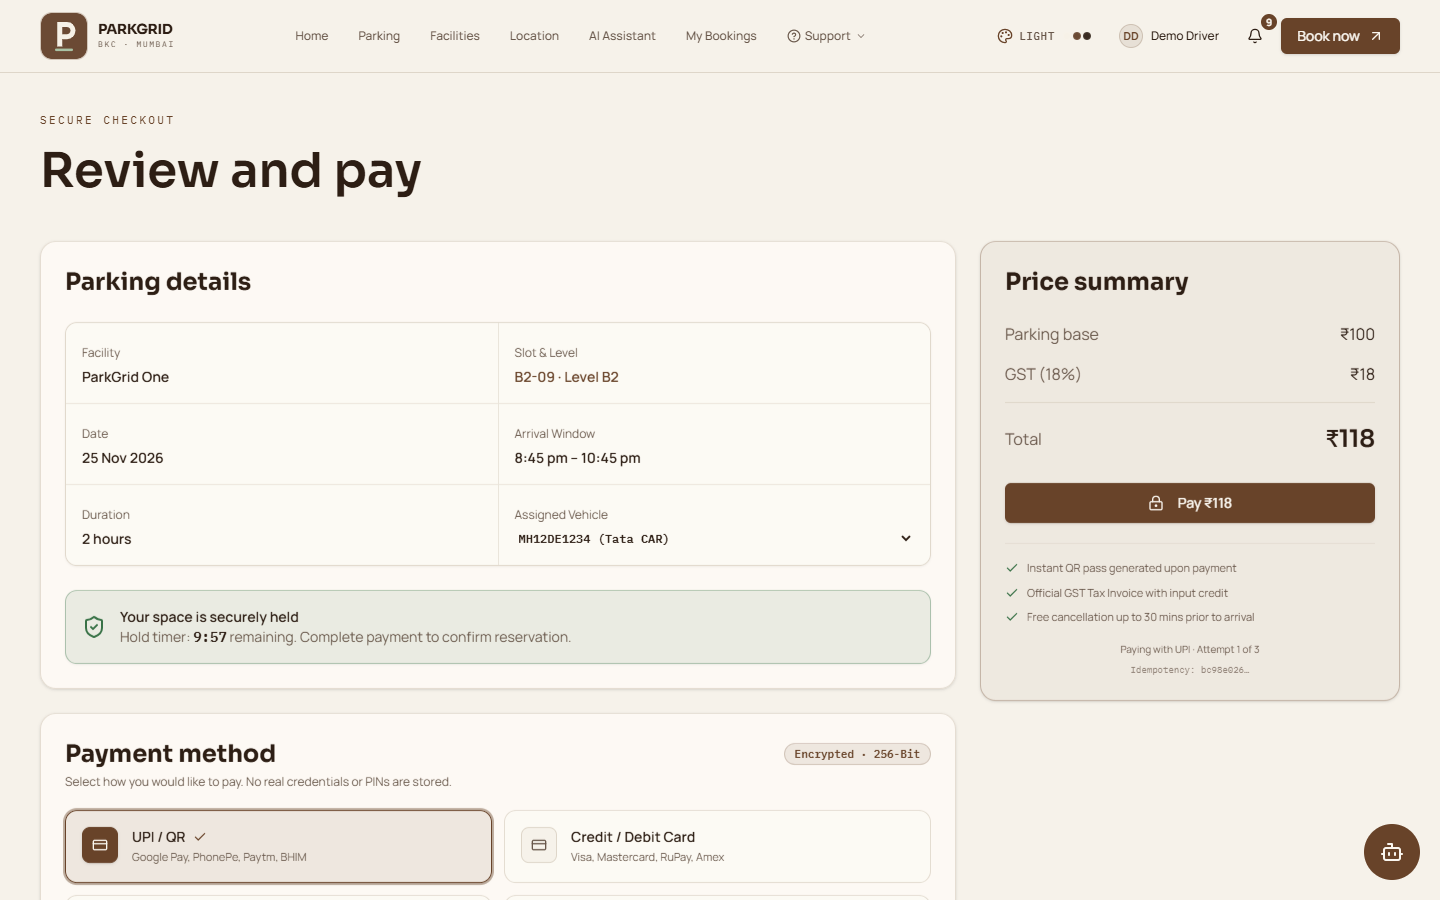 P
PARKGRID
BKC · MUMBAI
Home
Parking
Facilities
Location
AI Assistant
My Bookings
Support
LIGHT
DD
Demo Driver
9
Book now
SECURE CHECKOUT
Review and pay
Parking details
Facility
ParkGrid One
Slot & Level
B2-09 · Level B2
Date
25 Nov 2026
Arrival Window
8:45 pm – 10:45 pm
Duration
2 hours
Assigned Vehicle
MH12DE1234 (Tata CAR)
Your space is securely held
Hold timer: 9:57 remaining. Complete payment to confirm reservation.
Price summary
Parking base ₹100
GST (18%) ₹18
Total ₹118
Pay ₹118
Instant QR pass generated upon payment
Official GST Tax Invoice with input credit
Free cancellation up to 30 mins prior to arrival
Paying with UPI · Attempt 1 of 3
Idempotency: bc98e026…
Payment method
Encrypted · 256-Bit
Select how you would like to pay. No real credentials or PINs are stored.
UPI / QR
Google Pay, PhonePe, Paytm, BHIM
Credit / Debit Card
Visa, Mastercard, RuPay, Amex